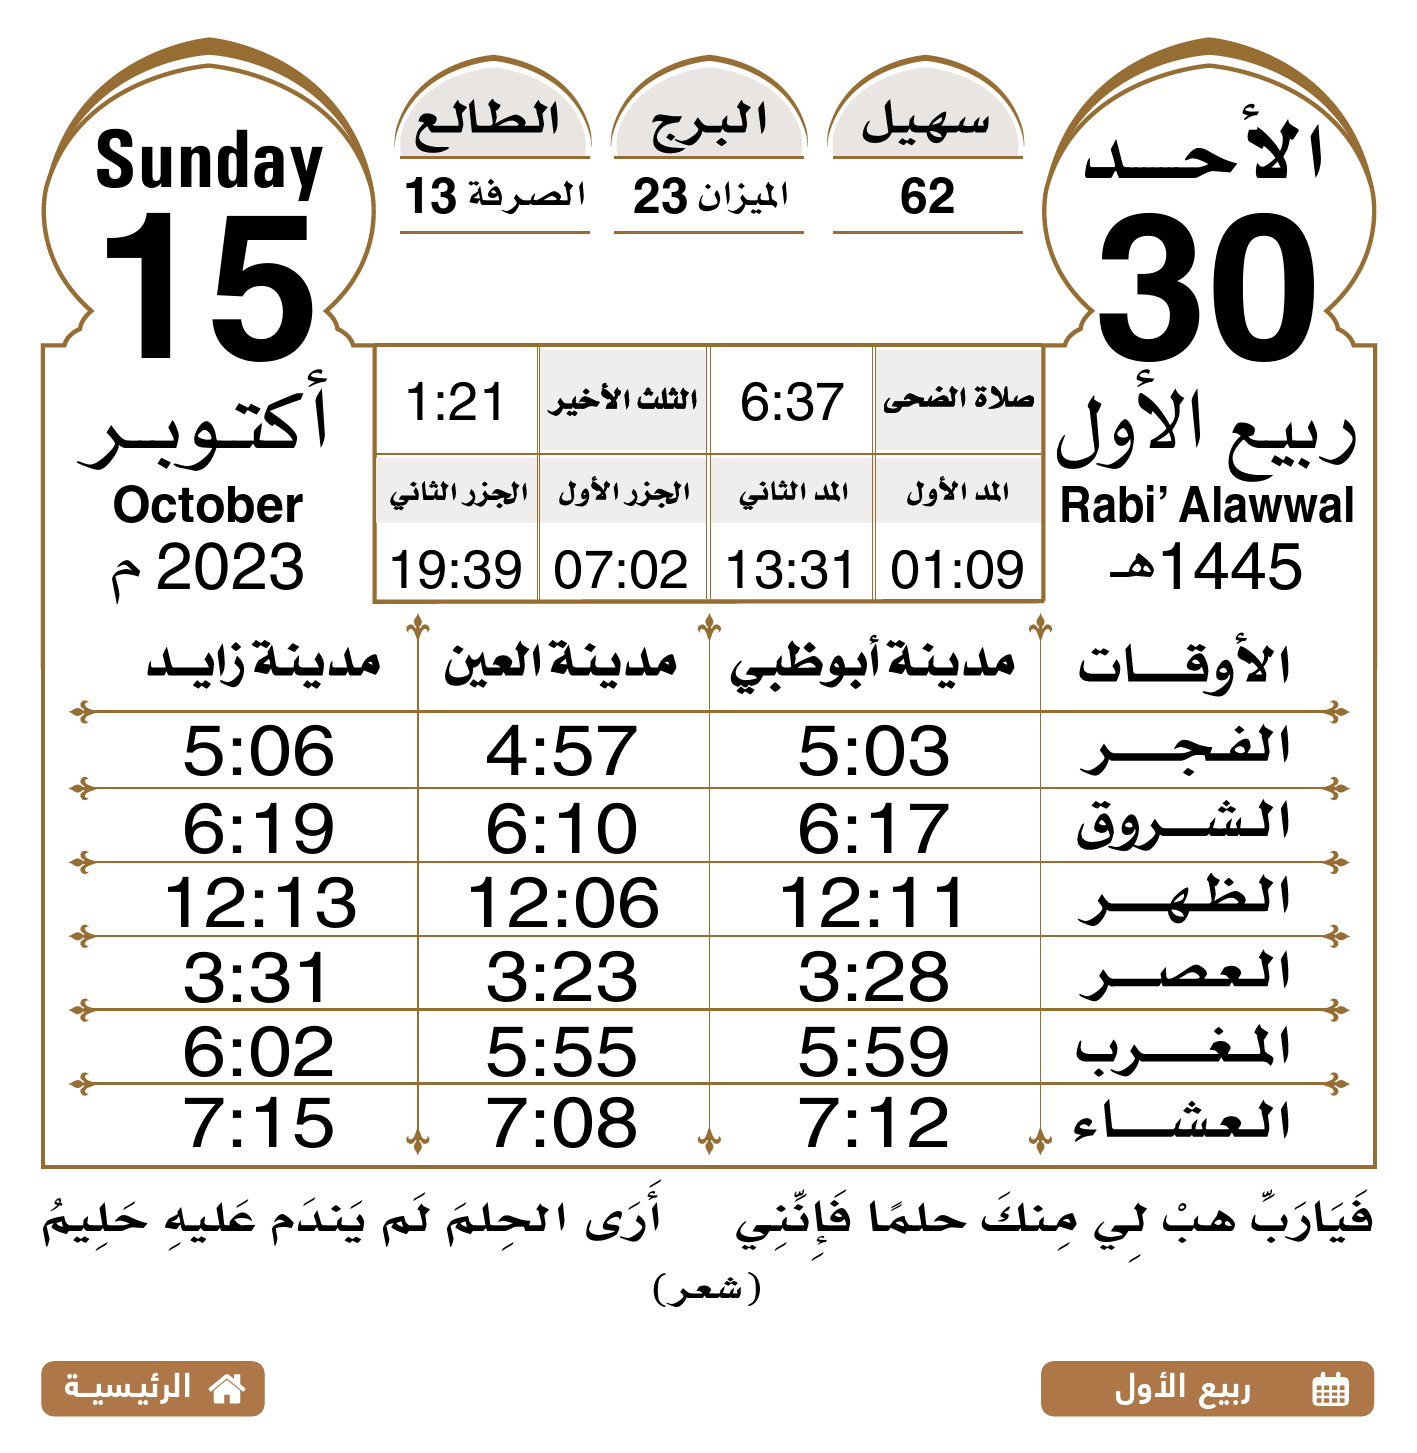 الأحد
30
ربيع الأول
Rabi’ Alawwal
1445هـ
سهيل
62
البرج
الميزان 23
الطالع
الصرفة 13
Sunday
15
أكتوبر
October
2023 م
صلاة الضحى 6:37 الثلث الأخير 1:21
المد الأول المد الثاني الجزر الأول الجزر الثاني
01:09 13:31 07:02 19:39
الأوقات مدينة أبوظبي مدينة العين مدينة زايد
الفجر 5:03 4:57 5:06
الشروق 6:17 6:10 6:19
الظهر 12:11 12:06 12:13
العصر 3:28 3:23 3:31
المغرب 5:59 5:55 6:02
العشاء 7:12 7:08 7:15
فَيَارَبِّ هبْ لِي مِنكَ حلمًا فَإِنَّنِي أَرَى الحِلمَ لَم يَندَم عَليهِ حَلِيمُ
(شعر)
ربيع الأول
الرئيسية